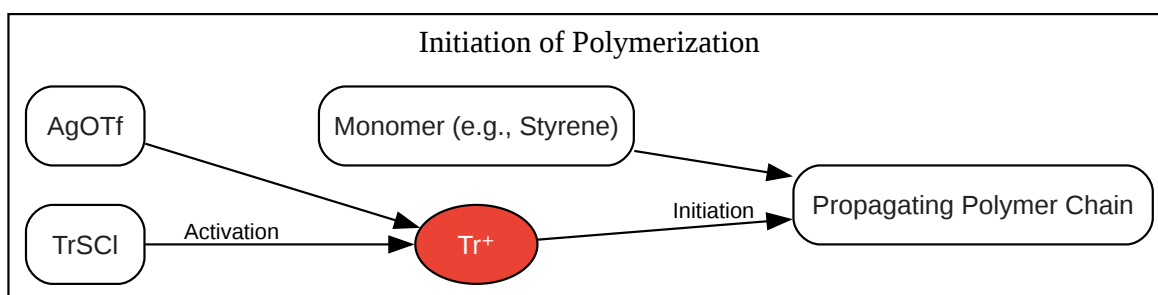 Initiation of Polymerization
AgOTf
Monomer (e.g., Styrene)
Propagating Polymer Chain
Initiation
TrSCl
Activation
Tr⁺